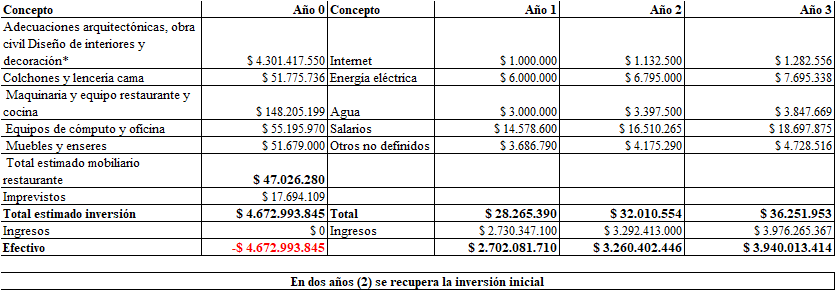 Concepto Año 0 Concepto Año 1 Año 2 Año 3
Adecuaciones arquitectónicas, obra
civil Diseño de interiores y
decoración* $ 4.301.417.550 Internet $ 1.000.000 $ 1.132.500 $ 1.282.556
Colchones y lencería cama $ 51.775.736 Energía eléctrica $ 6.000.000 $ 6.795.000 $ 7.695.338
Maquinaria y equipo restaurante y
cocina $ 148.205.199 Agua $ 3.000.000 $ 3.397.500 $ 3.847.669
Equipos de cómputo y oficina $ 55.195.970 Salarios $ 14.578.600 $ 16.510.265 $ 18.697.875
Muebles y enseres $ 51.679.000 Otros no definidos $ 3.686.790 $ 4.175.290 $ 4.728.516
Total estimado mobiliario
restaurante $ 47.026.280
Imprevistos $ 17.694.109
Total estimado inversión $ 4.672.993.845 Total $ 28.265.390 $ 32.010.554 $ 36.251.953
Ingresos $ 0 Ingresos $ 2.730.347.100 $ 3.292.413.000 $ 3.976.265.367
Efectivo -$ 4.672.993.845 $ 2.702.081.710 $ 3.260.402.446 $ 3.940.013.414
En dos años (2) se recupera la inversión inicial